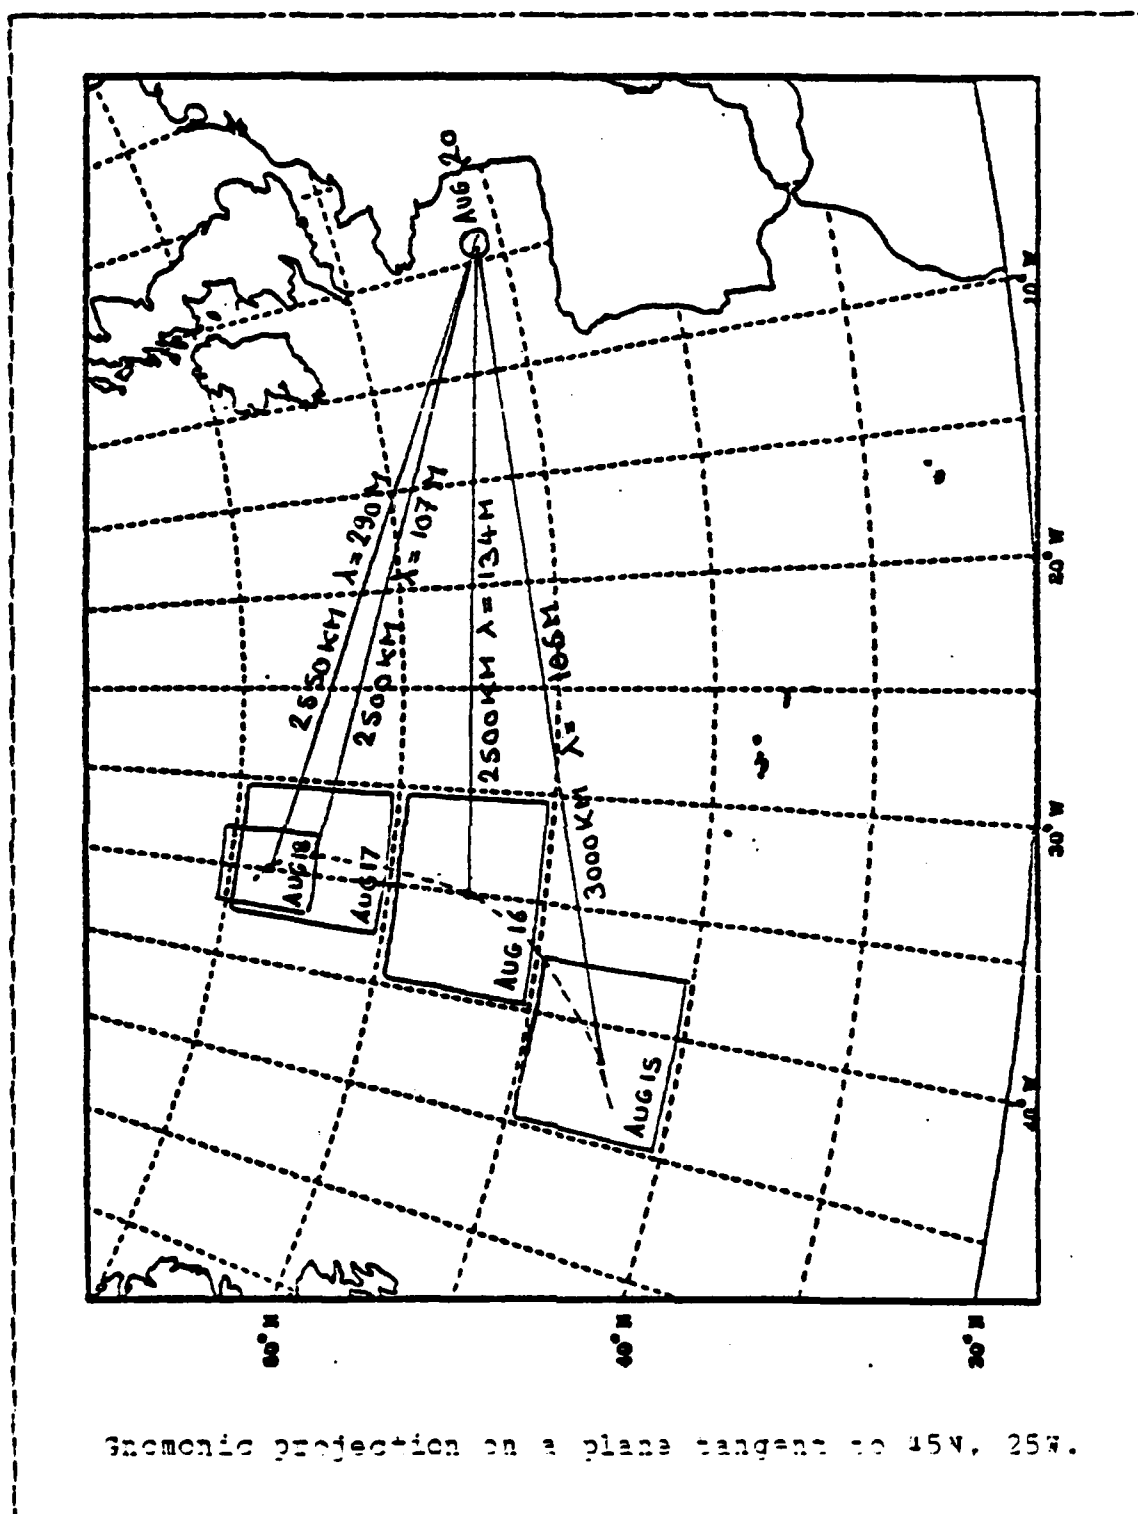 AUG 20
2550 KM λ = 290 M
2500 KM λ = 107 M
2500 KM λ = 134 M
3000 KM λ = 186 M
AUG 18
AUG 17
AUG 16
AUG 15
10° W
20° W
30° W
40° W
50° N
40° N
30° N
Gnomonic projection on a plane tangent to 45N, 25W.